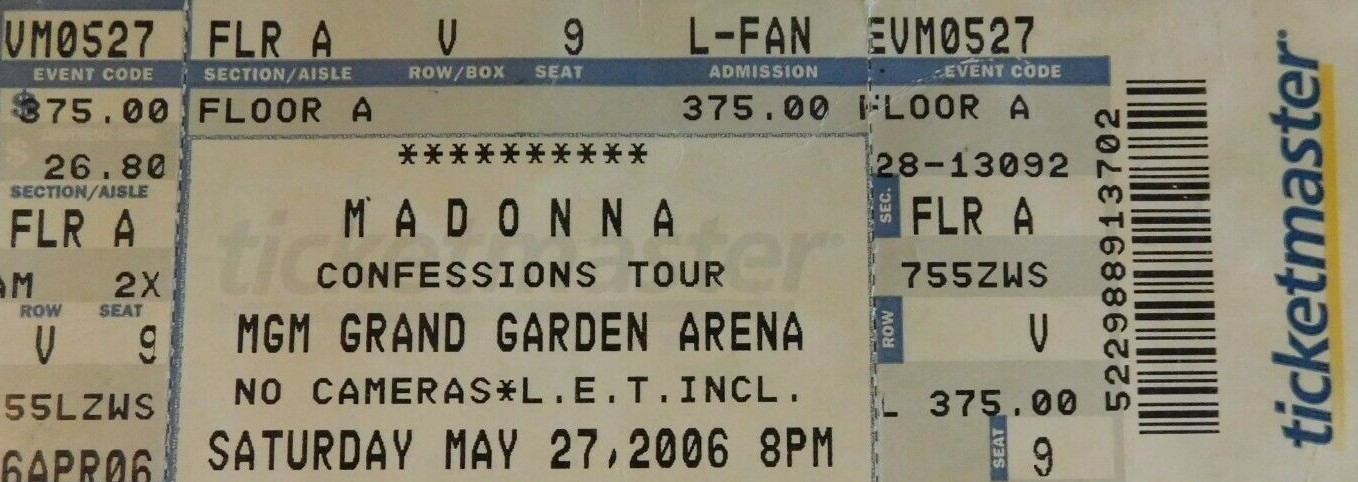 VM0527 FLR A V 9 L-FAN EVM0527
EVENT CODE SECTION/AISLE ROW/BOX SEAT ADMISSION EVENT CODE
$375.00 FLOOR A 375.00 FLOOR A
$ 26.80 ********** 28-13092
SECTION/AISLE
FLR A MADONNA SEC. FLR A
ticketmaster
AM 2X CONFESSIONS TOUR 755ZWS
ROW SEAT
V 9 MGM GRAND GARDEN ARENA ROW V
55LZWS NO CAMERAS*L.E.T.INCL. L 375.00
6APR06 SATURDAY MAY 27,2006 8PM SEAT 9
522988913702
ticketmaster